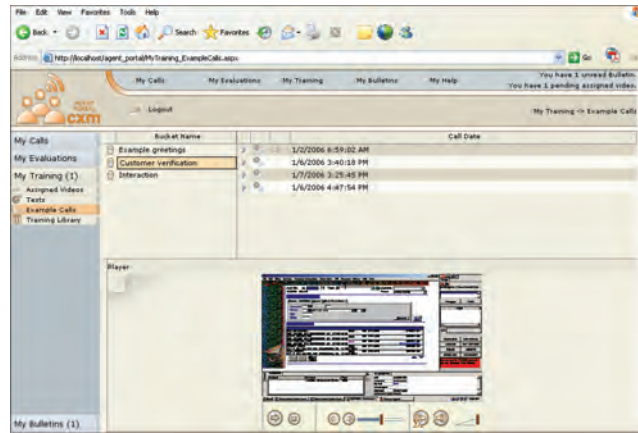 File Edit View Favorites Tools Help
Back Search Favorites
Address http://localhost/agent_portal/MyTraining_ExampleCalls.aspx Go
My Calls My Evaluations My Training My Bulletins My Help
You have 1 unread Bulletin.
You have 1 pending assigned video.
cxm
Logout
My Training -> Example Calls
My Calls
My Evaluations
My Training (1)
Assigned Videos
Tests
Example Calls
Training Library
My Bulletins (1)
Bucket Name Call Date
Example greetings
Customer verification
Interaction
1/2/2006 6:59:02 AM
1/6/2006 3:40:18 PM
1/7/2006 3:25:45 PM
1/6/2006 4:47:54 PM
Player